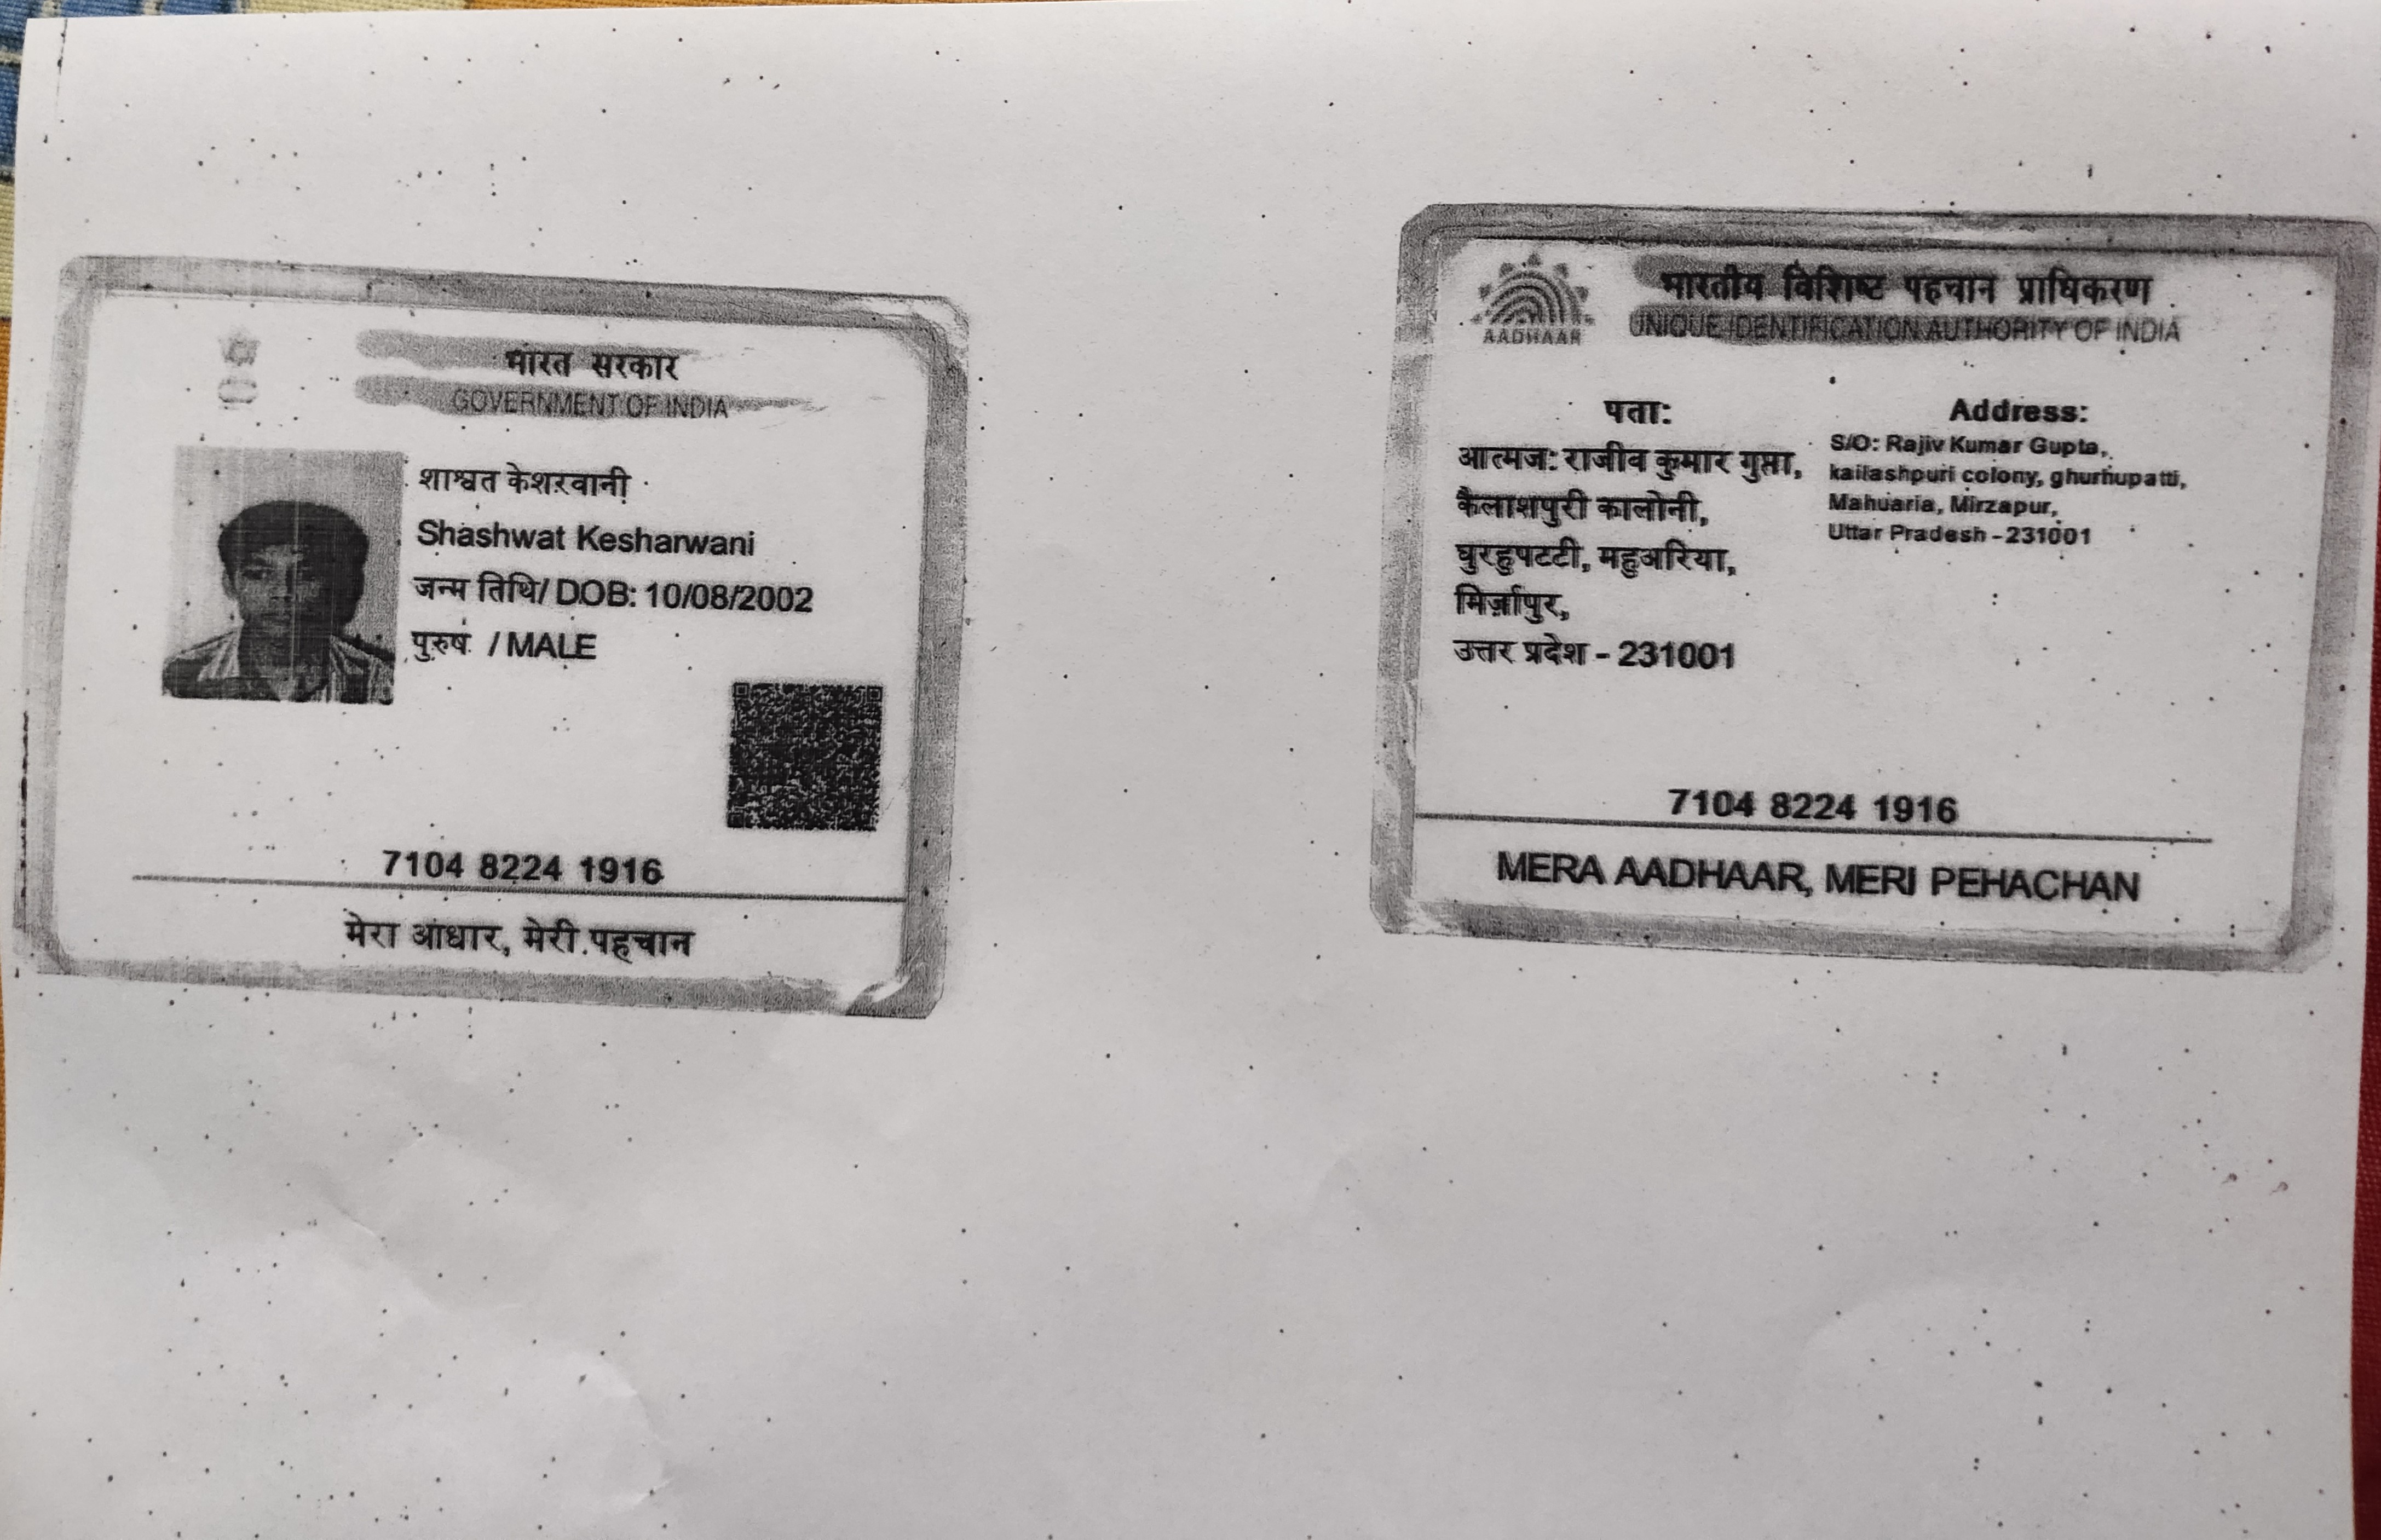 भारत सरकार
GOVERNMENT OF INDIA
शाश्वत केशरवानी
Shashwat Kesharwani
जन्म तिथि/ DOB: 10/08/2002
पुरुष / MALE
7104 8224 1916
मेरा आधार, मेरी पहचान
AADHAAR
भारतीय विशिष्ट पहचान प्राधिकरण
UNIQUE IDENTIFICATION AUTHORITY OF INDIA
पता:
आत्मज: राजीव कुमार गुप्ता,
कैलाशपुरी कालोनी,
घुरहुपटटी, महुअरिया,
मिर्ज़ापुर,
उत्तर प्रदेश - 231001
Address:
S/O: Rajiv Kumar Gupta,
kailashpuri colony, ghurhupatti,
Mahuaria, Mirzapur,
Uttar Pradesh - 231001
7104 8224 1916
MERA AADHAAR, MERI PEHACHAN